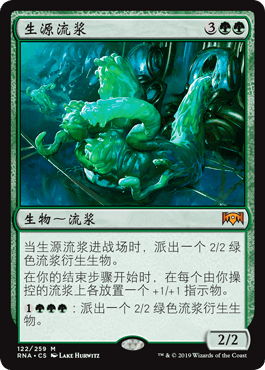 生源流浆 3
生物～流浆
当生源流浆进战场时，派出一个 2/2 绿
色流浆衍生生物。
在你的结束步骤开始时，在每个由你操
控的流浆上各放置一个 +1/+1 指示物。
1：派出一个 2/2 绿色流浆衍生生
物。
2/2
122/259 M
RNA • CS LAKE HURWITZ ™ & © 2019 Wizards of the Coast